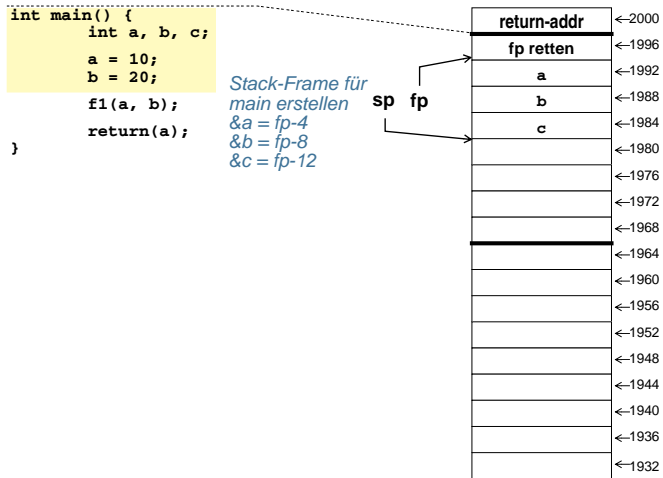 int main() {
int a, b, c;
a = 10;
b = 20;
f1(a, b);
return(a);
}
Stack-Frame für
main erstellen
&a = fp-4
&b = fp-8
&c = fp-12
sp fp
return-addr
fp retten
a
b
c
2000
1996
1992
1988
1984
1980
1976
1972
1968
1964
1960
1956
1952
1948
1944
1940
1936
1932